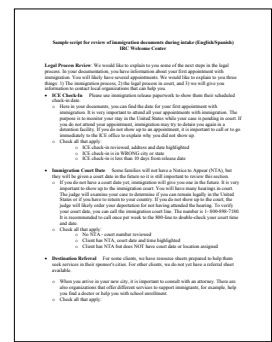 Sample script for review of immigration documents during intake (English/Spanish)
IRC Welcome Center
Legal Process Review: We would like to explain to you some of the next steps in the legal
process. In your documentation, you have information about your first appointment with
immigration. You will likely have several appointments. We would like to explain to you three
things: 1) The immigration process, 2) the legal process in court, and 3) we will give you
information to contact local organizations that can help you.
• ICE Check-In Please use immigration release paperwork to show them their scheduled
check-in date.
o Here in your documents, you can find the date for your first appointment with
immigration. It is very important to attend all your appointments with immigration. The
purpose is to monitor your stay in the United States while your case is pending in court. If
you do not attend your appointment, immigration may try to detain you again in a
detention facility. If you do not show up to an appointment, it is important to call or to go
immediately to the ICE office to explain why you did not show up.
o Check all that apply:
o ICE check-in reviewed, address and date highlighted
o ICE check-in is in WRONG city or state
o ICE check-in is less than 10 days from release date
• Immigration Court Date Some families will not have a Notice to Appear (NTA), but
they will be given a court date in the future so it is still important to review this section.
o If you do not have a court date yet, immigration will give you one in the future. It is very
important to show up to the immigration court. You will have many hearings in court.
The judge will examine your case to determine if you can remain legally in the United
States or if you have to return to your country. If you do not show up to the court, the
judge will likely order your deportation for not having attended the hearing. To verify
your court date, you can call the immigration court line. The number is 1-800-898-7180.
It is recommended to call once per week to the 800-line to double-check your court time
and date.
o Check all that apply:
o No NTA - court number reviewed
o Client has NTA, court date and time highlighted
o Client has NTA but does NOT have court date or location assigned
• Destination Referral For some clients, we have resource sheets prepared to help them
seek services in their sponsor's cities. For other clients, we do not yet have a referral sheet
available.
o When you arrive in your new city, it is important to consult with an attorney. There are
also organizations that offer different services to support immigrants, for example, help
you find a doctor or help you with school enrollment.
o Check all that apply: